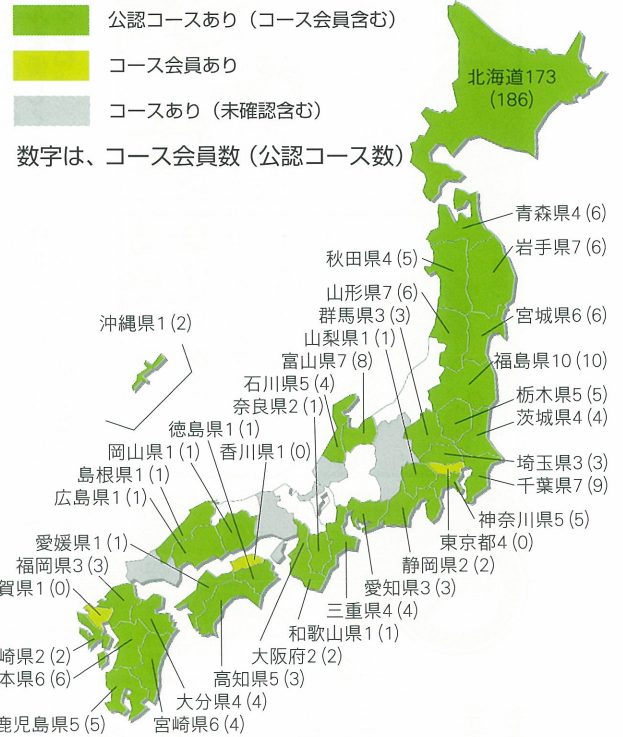 公認コースあり（コース会員含む）
コース会員あり
コースあり（未確認含む）
数字は、コース会員数（公認コース数）
北海道173
(186)
青森県4 (6)
岩手県7 (6)
秋田県4 (5)
山形県7 (6)
群馬県3 (3)
宮城県6 (6)
沖縄県1 (2)
山梨県1 (1)
富山県7 (8)
福島県10 (10)
石川県5 (4)
栃木県5 (5)
奈良県2 (1)
茨城県4 (4)
徳島県1 (1)
岡山県1 (1)
香川県1 (0)
埼玉県3 (3)
島根県1 (1)
千葉県7 (9)
広島県1 (1)
神奈川県5 (5)
東京都4 (0)
愛媛県1 (1)
静岡県2 (2)
福岡県3 (3)
愛知県3 (3)
賀県1 (0)
三重県4 (4)
和歌山県1 (1)
崎県2 (2)
大阪府2 (2)
本県6 (6)
高知県5 (3)
大分県4 (4)
鹿児島県5 (5)
宮崎県6 (4)